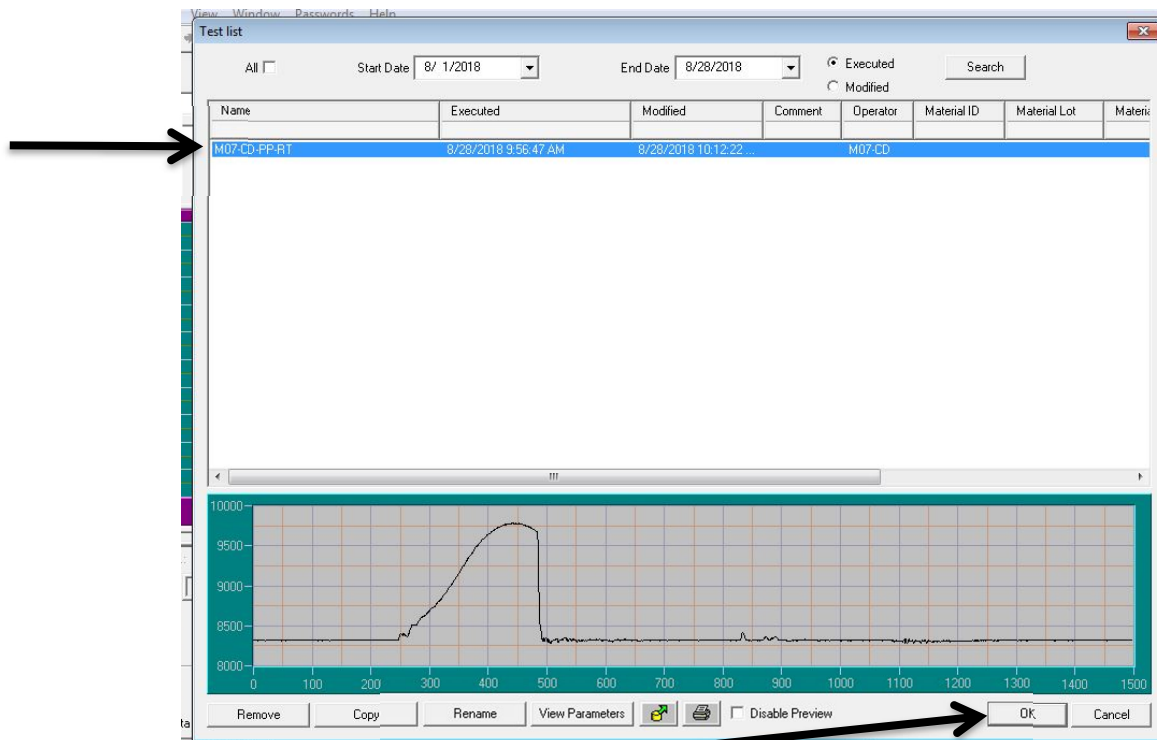 View Window Passwords Help
Test list
All Start Date 8/ 1/2018 End Date 8/28/2018 Executed Search
Modified
Name Executed Modified Comment Operator Material ID Material Lot
M07-CD-PP-RT 8/28/2018 9:56:47 AM 8/28/2018 10:12:22 ... M07-CD
10000
9500
9000
8500
8000
0 100 200 300 400 500 600 700 800 900 1000 1100 1200 1300 1400 1500
Remove Copy Rename View Parameters Disable Preview OK Cancel